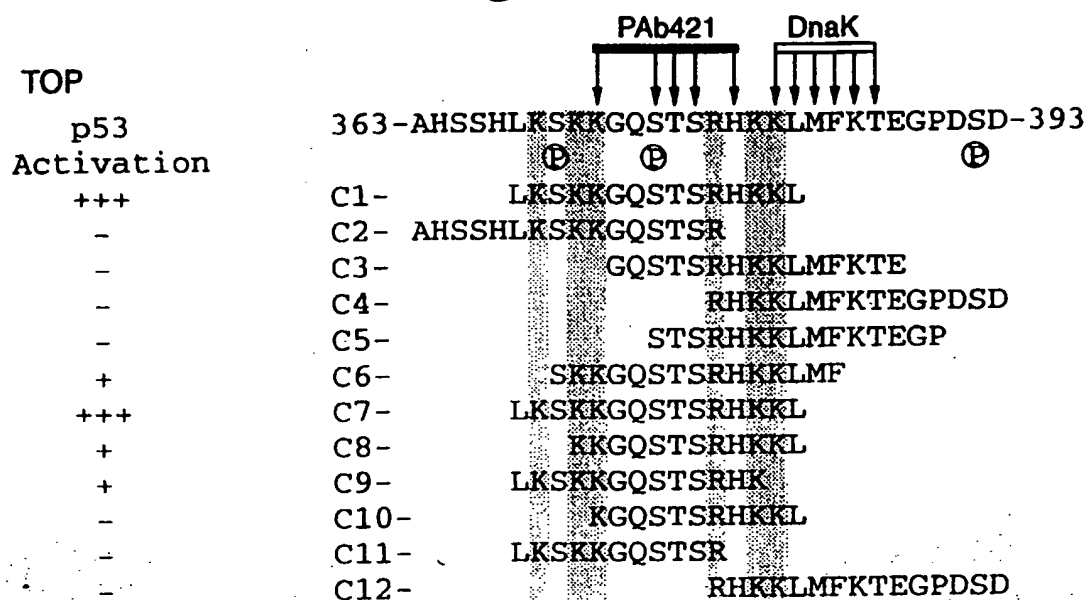 PAb421 DnaK
TOP
p53 363-AHSSHLKSKKGQSTSRHKKLMFKTEGPDSD-393
Activation P P P
+++ C1- LKSKKGQSTSRHKKL
- C2- AHSSHLKSKKGQSTSR
- C3- GQSTSRHKKLMFKTE
- C4- RHKKLMFKTEGPDSD
- C5- STSRHKKLMFKTEGP
+ C6- SKKGQSTSRHKKLMF
+++ C7- LKSKKGQSTSRHKKL
+ C8- KKGQSTSRHKKL
+ C9- LKSKKGQSTSRHK
- C10- KGQSTSRHKKL
- C11- LKSKKGQSTSR
- C12- RHKKLMFKTEGPDSD